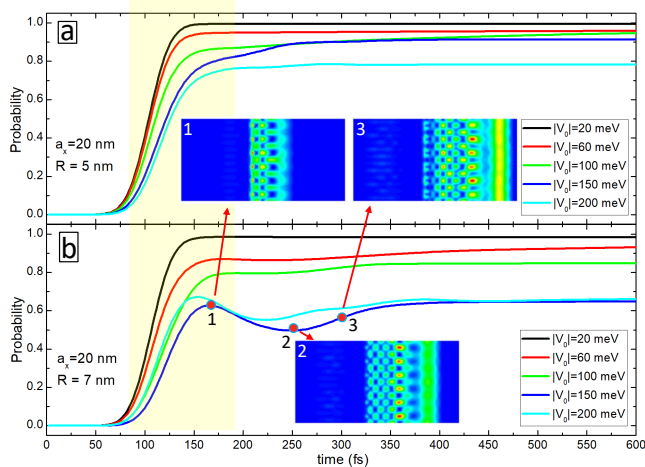 1.0
a
0.8
0.6
Probability
0.4
0.2
0.0
a_x=20 nm
R = 5 nm
1
3
|V_0|=20 meV
|V_0|=60 meV
|V_0|=100 meV
|V_0|=150 meV
|V_0|=200 meV
1.0
b
0.8
0.6
Probability
0.4
0.2
0.0
a_x=20 nm
R = 7 nm
1
2
3
2
|V_0|=20 meV
|V_0|=60 meV
|V_0|=100 meV
|V_0|=150 meV
|V_0|=200 meV
0 50 100 150 200 250 300 350 400 450 500 550 600
time (fs)